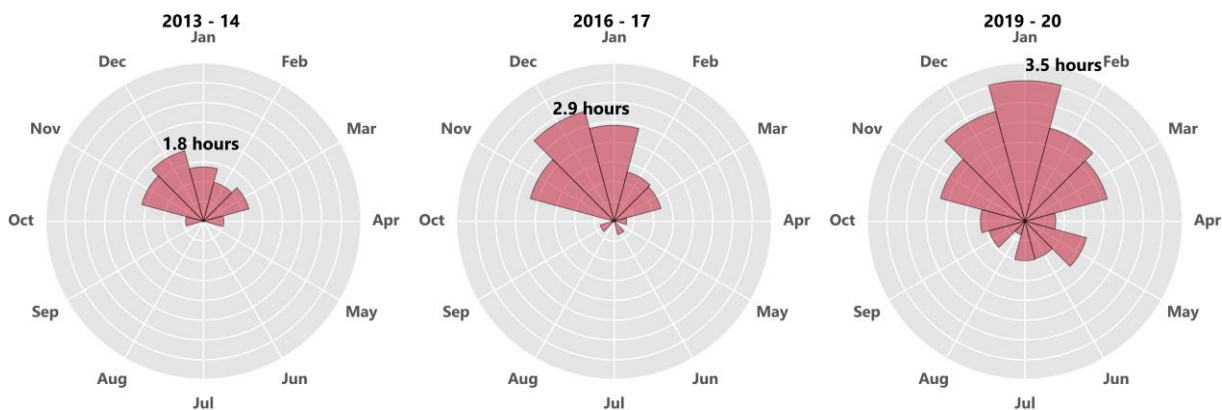 2013 - 14
Jan
Dec
Feb
Nov
Mar
1.8 hours
Oct
Apr
Sep
May
Aug
Jun
Jul
2016 - 17
Jan
Dec
Feb
2.9 hours
Nov
Mar
Oct
Apr
Sep
May
Aug
Jun
Jul
2019 - 20
Jan
3.5 hours
Dec
Feb
Nov
Mar
Oct
Apr
Sep
May
Aug
Jun
Jul